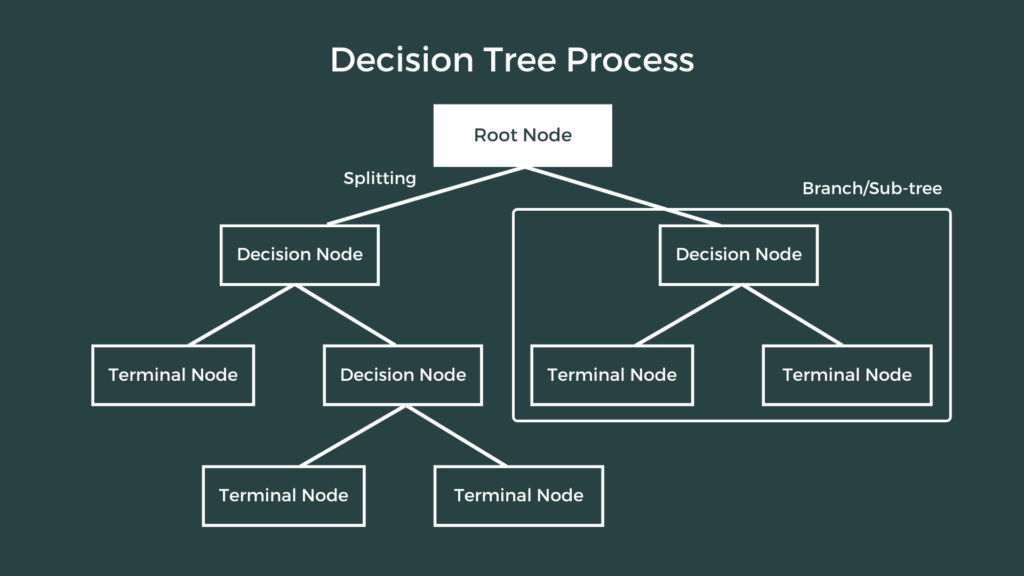 Decision Tree Process
Root Node
Splitting
Branch/Sub-tree
Decision Node
Decision Node
Terminal Node
Decision Node
Terminal Node
Terminal Node
Terminal Node
Terminal Node